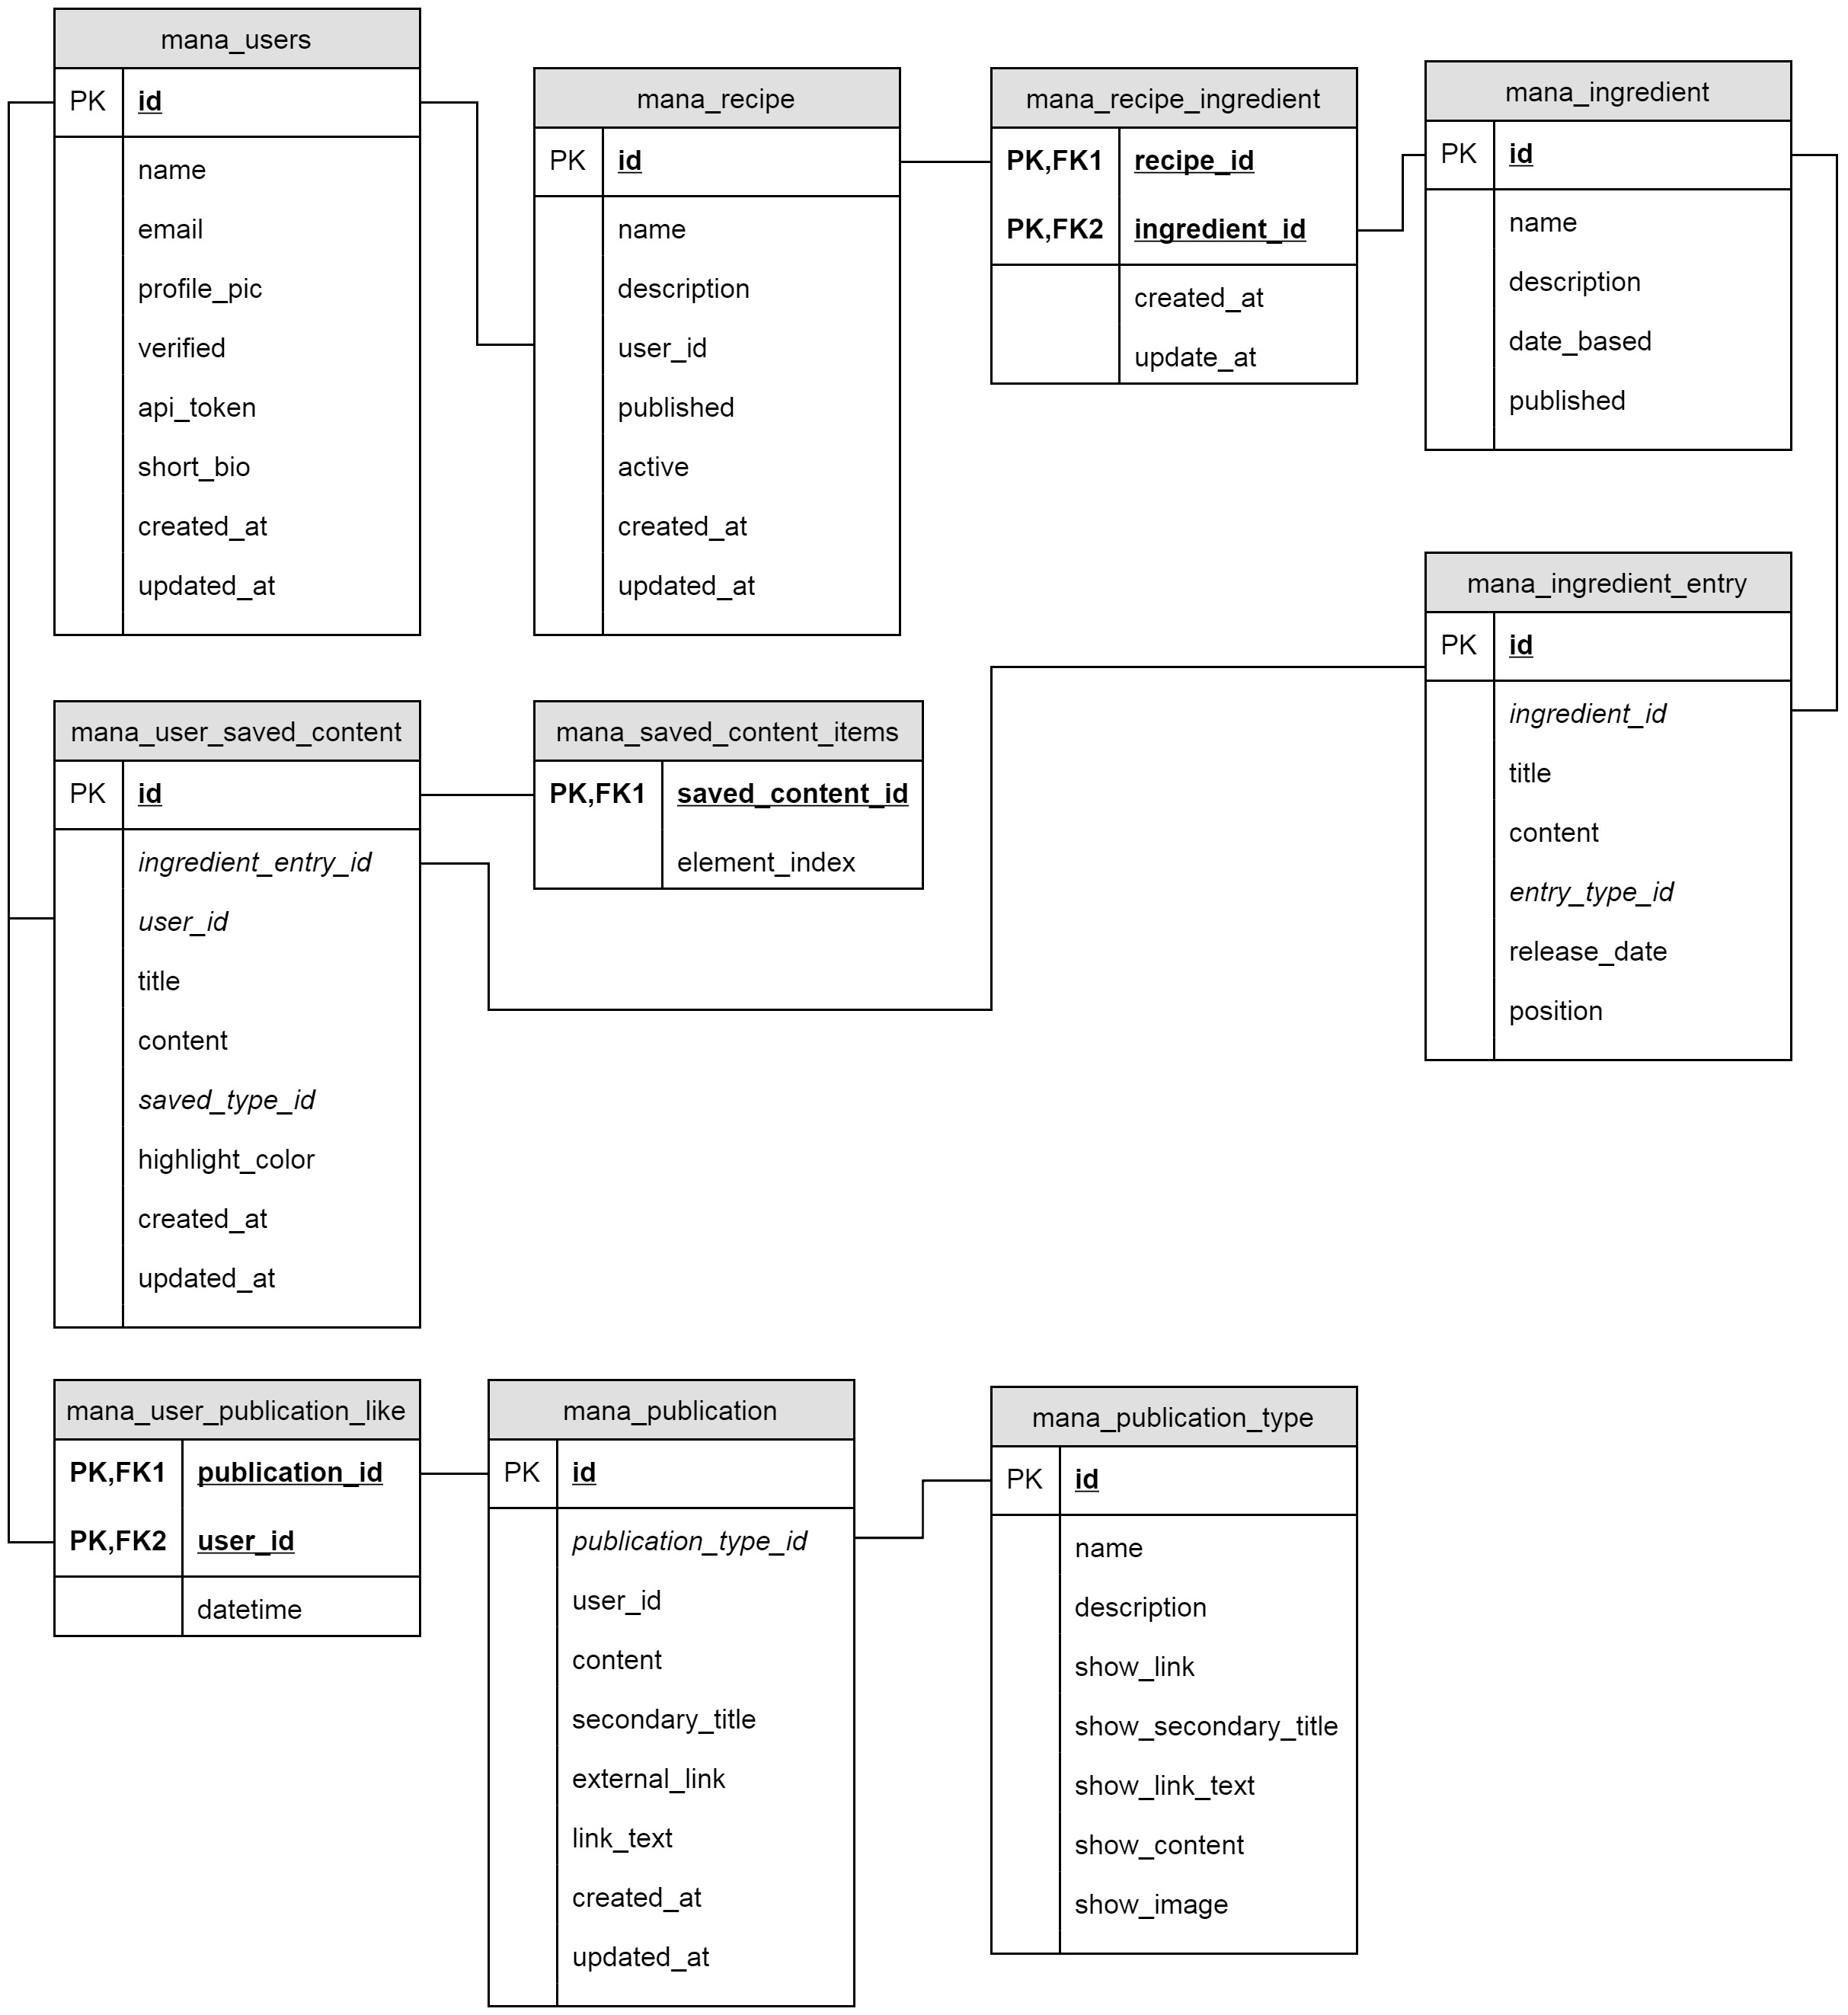 mana_users
PK id
name
email
profile_pic
verified
api_token
short_bio
created_at
updated_at
mana_recipe
PK id
name
description
user_id
published
active
created_at
updated_at
mana_recipe_ingredient
PK,FK1 recipe_id
PK,FK2 ingredient_id
created_at
update_at
mana_ingredient
PK id
name
description
date_based
published
mana_ingredient_entry
PK id
ingredient_id
title
content
entry_type_id
release_date
position
mana_user_saved_content
PK id
ingredient_entry_id
user_id
title
content
saved_type_id
highlight_color
created_at
updated_at
mana_saved_content_items
PK,FK1 saved_content_id
element_index
mana_user_publication_like
PK,FK1 publication_id
PK,FK2 user_id
datetime
mana_publication
PK id
publication_type_id
user_id
content
secondary_title
external_link
link_text
created_at
updated_at
mana_publication_type
PK id
name
description
show_link
show_secondary_title
show_link_text
show_content
show_image